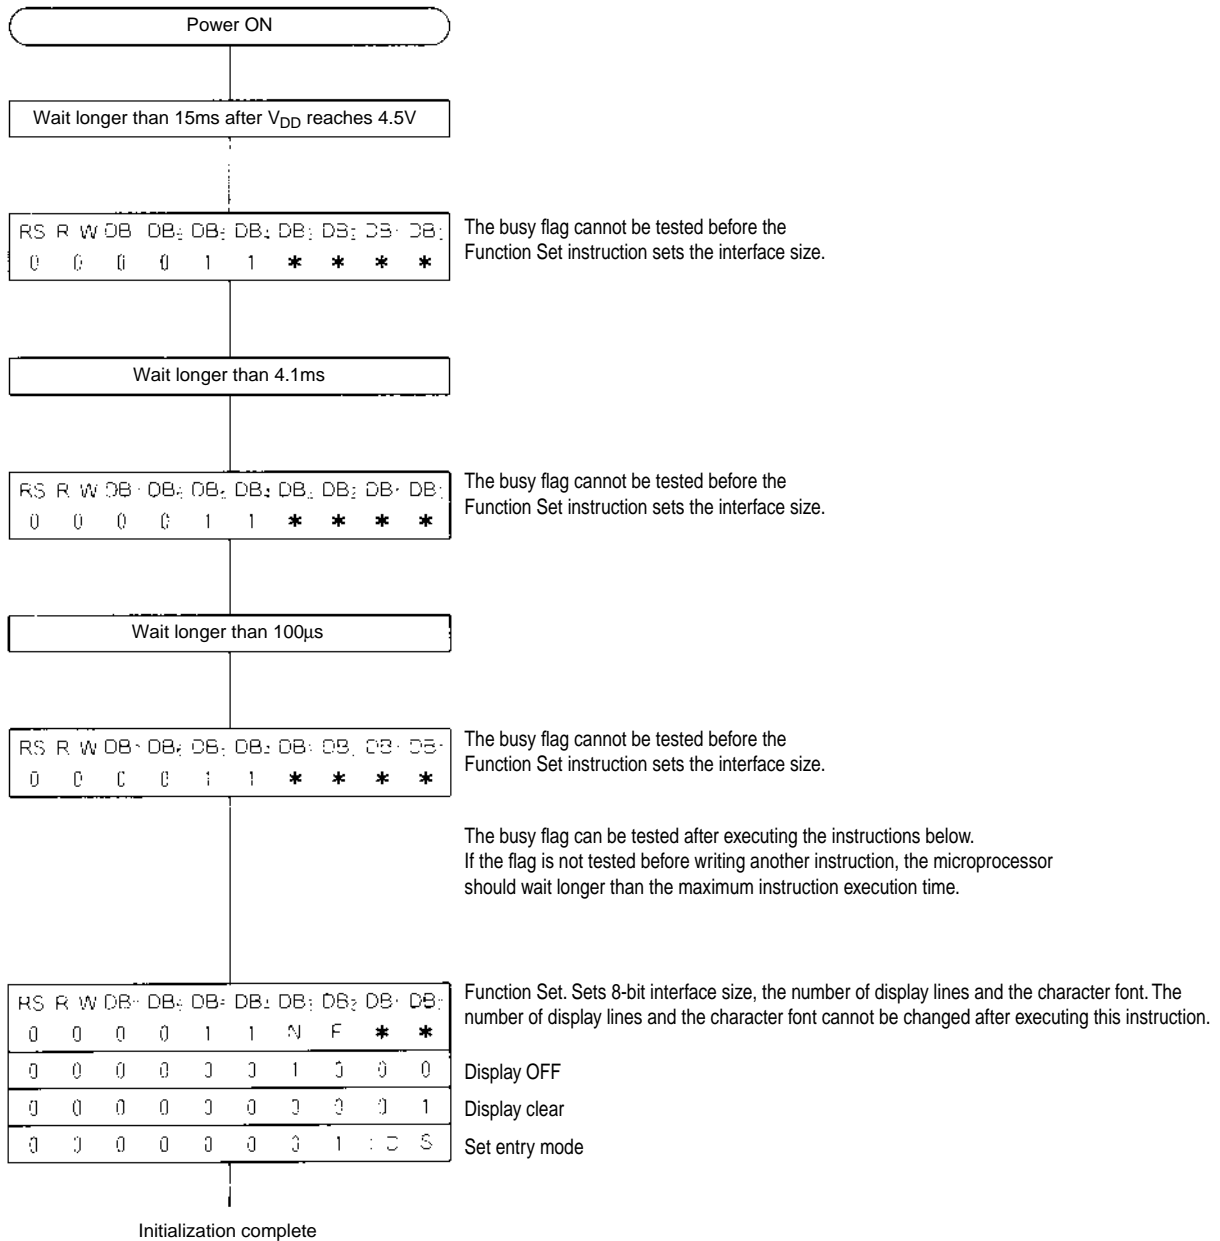 Power ON
Wait longer than 15ms after VDD reaches 4.5V
RS R W DB DB DB DB DB DB DB DB
The busy flag cannot be tested before the
0 0 0 0 1 1 * * * *
Function Set instruction sets the interface size.
Wait longer than 4.1ms
RS R W DB DB DB DB DB DB DB DB
The busy flag cannot be tested before the
0 0 0 0 1 1 * * * *
Function Set instruction sets the interface size.
Wait longer than 100µs
RS R W DB DB DB DB DB DB DB DB
The busy flag cannot be tested before the
0 0 0 0 1 1 * * * *
Function Set instruction sets the interface size.
The busy flag can be tested after executing the instructions below.
If the flag is not tested before writing another instruction, the microprocessor
should wait longer than the maximum instruction execution time.
RS R W DB DB DB DB DB DB DB DB
Function Set. Sets 8-bit interface size, the number of display lines and the character font. The
0 0 0 0 1 1 N F * *
number of display lines and the character font cannot be changed after executing this instruction.
0 0 0 0 0 0 1 0 0 0 Display OFF
0 0 0 0 0 0 0 0 0 1 Display clear
0 0 0 0 0 0 0 1 D S Set entry mode
Initialization complete